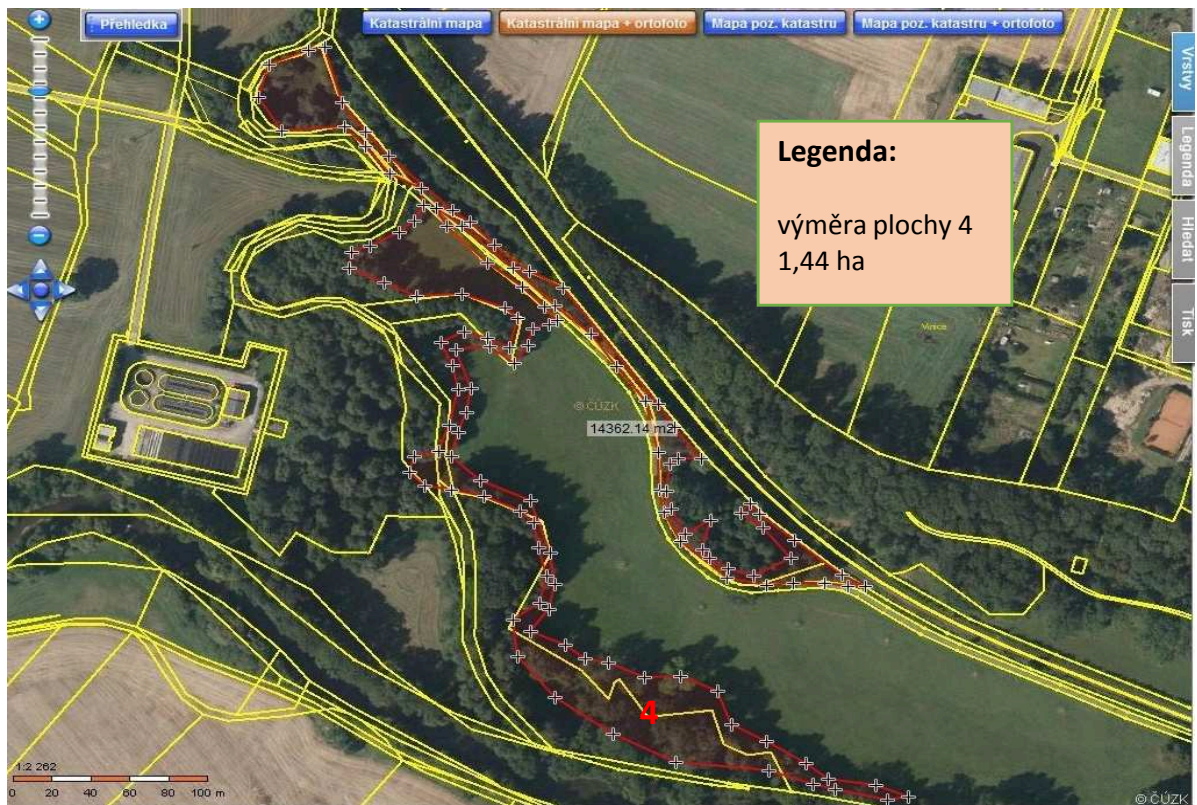 Přehledka
Katastrální mapa
Katastrální mapa + ortofoto
Mapa poz. katastru
Mapa poz. katastru + ortofoto
Vrstvy
Legenda
Hledat
Tisk
Legenda:
výměra plochy 4
1,44 ha
Vinice
© ČÚZK
14362.14 m2
4
1:2 262
0 20 40 60 80 100 m
© ČÚZK